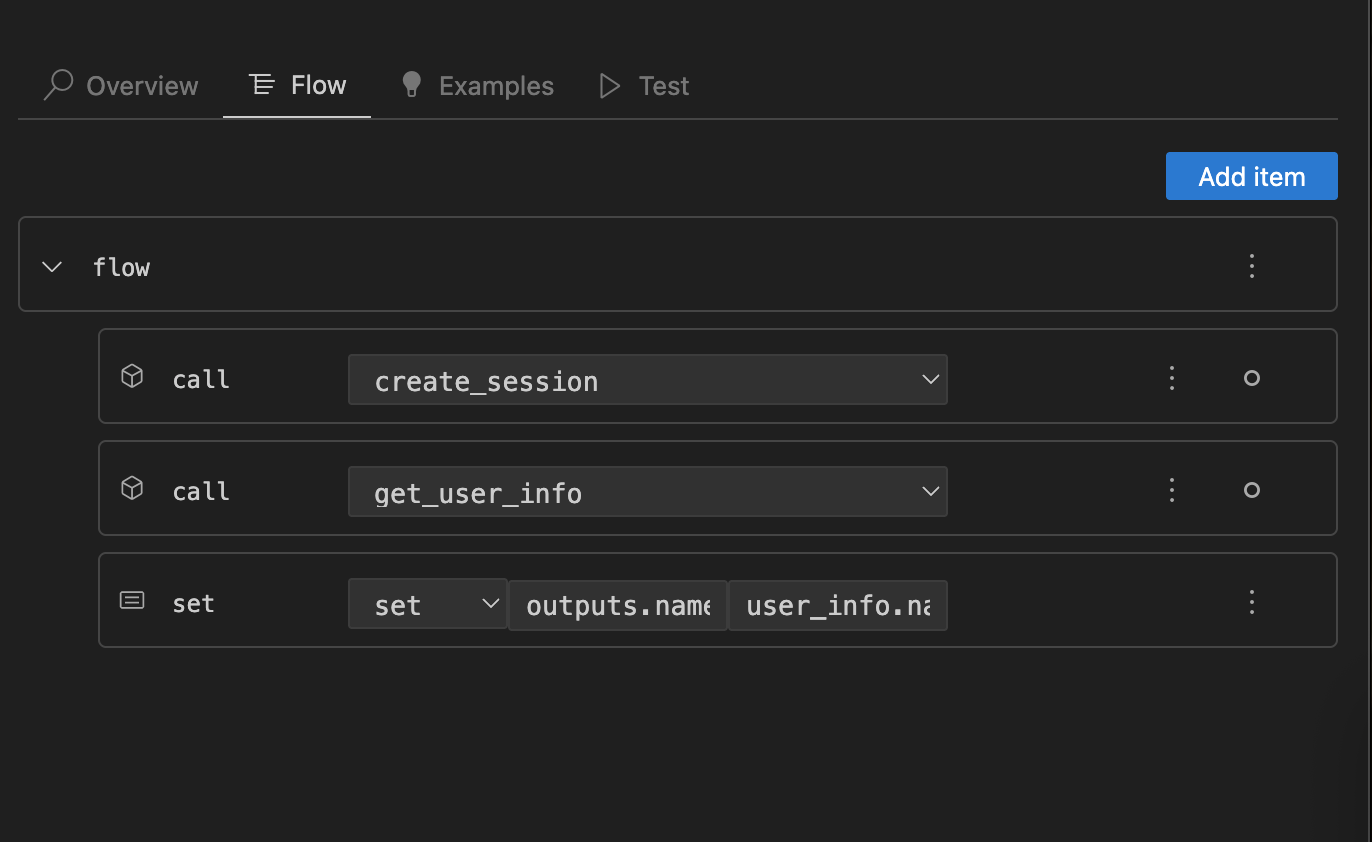 Overview Flow Examples Test
Add item
flow
call create_session
call get_user_info
set set outputs.name user_info.na